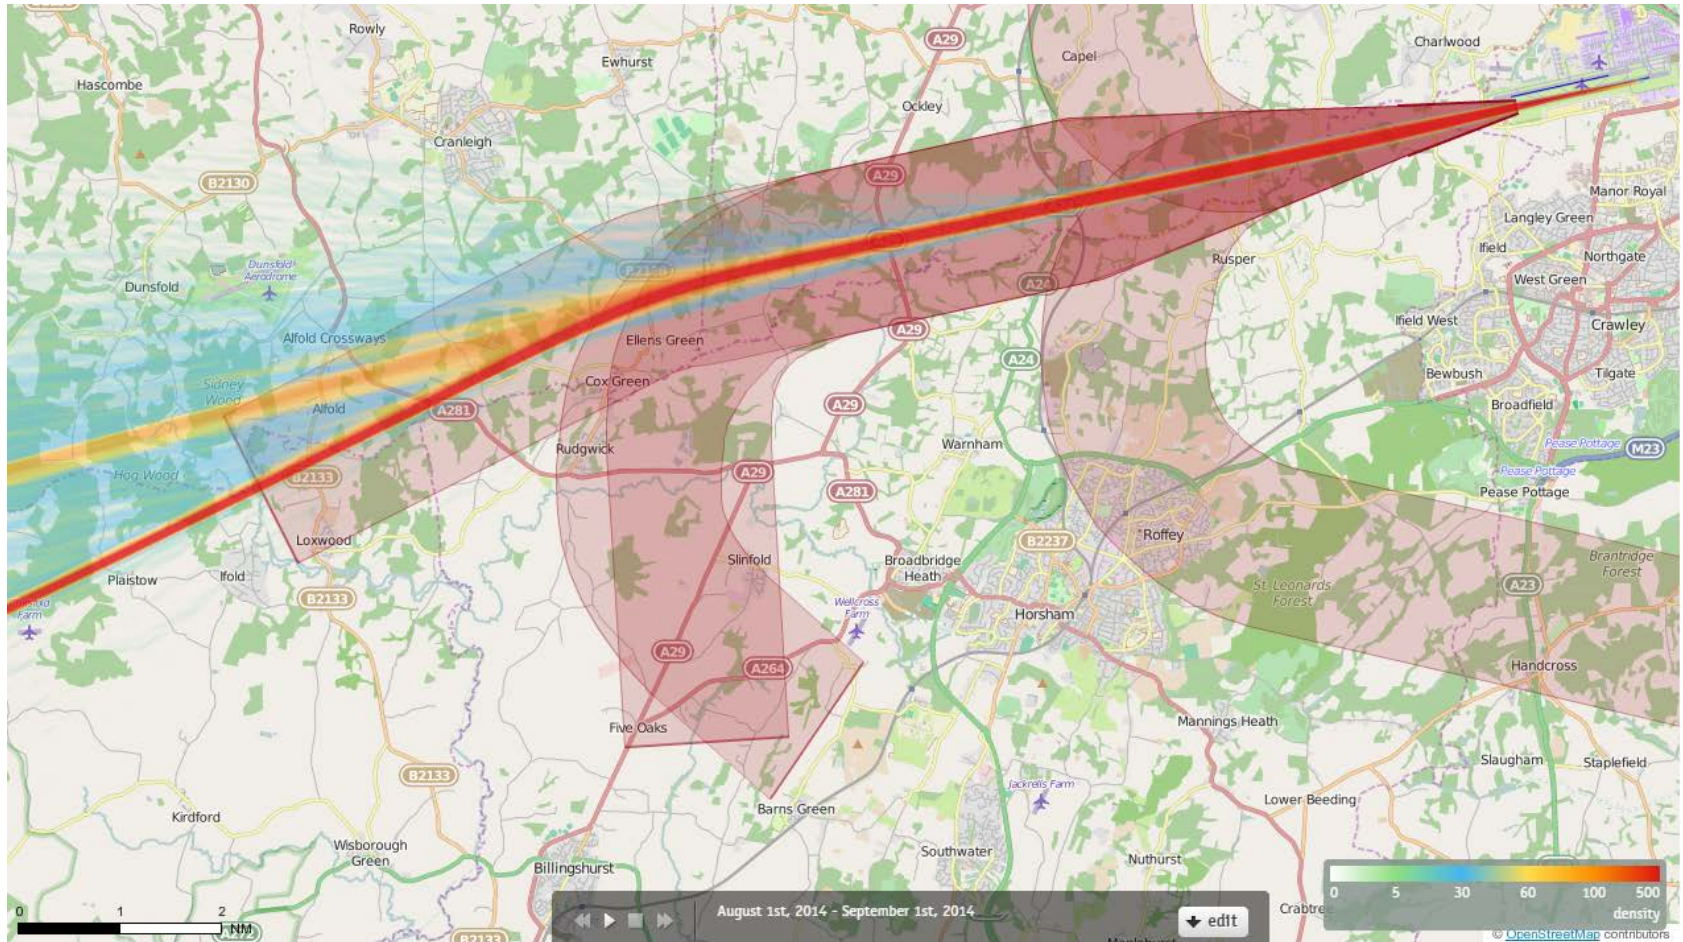 Rowly
Hascombe
Ewhurst
A29
Capel
Charlwood
Ockley
Cranleigh
B2130
A29
Manor Royal
Langley Green
Ifield
Northgate
West Green
Rusper
Dunsfold
Aerodrome
Dunsfold
A24
Ifield West
Crawley
Alfold Crossways
Ellens Green
A29
A24
Bewbush
Tilgate
Cox Green
Sidney
Wood
Alfold
A281
A29
Broadfield
Rudgwick
Warnham
Pease Pottage
M23
Pease Pottage
Hog Wood
B2133
A29
A281
Pease Pottage
Loxwood
B2237
Roffey
Slinfold
Broadbridge
Heath
Brantridge
Forest
Plaistow
Ifold
St. Leonards
Forest
A23
B2133
Farm
Wellcross
Farm
Horsham
A29
A264
Handcross
Five Oaks
Mannings Heath
B2133
Slaugham
Staplefield
Jackrells Farm
Barns Green
Lower Beeding
Kirdford
Wisborough
Green
Southwater
Nuthurst
Billingshurst
0 5 30 60 100 500
density
0 1 2
NM
A272
B2133
August 1st, 2014 - September 1st, 2014
edit
© OpenStreetMap contributors